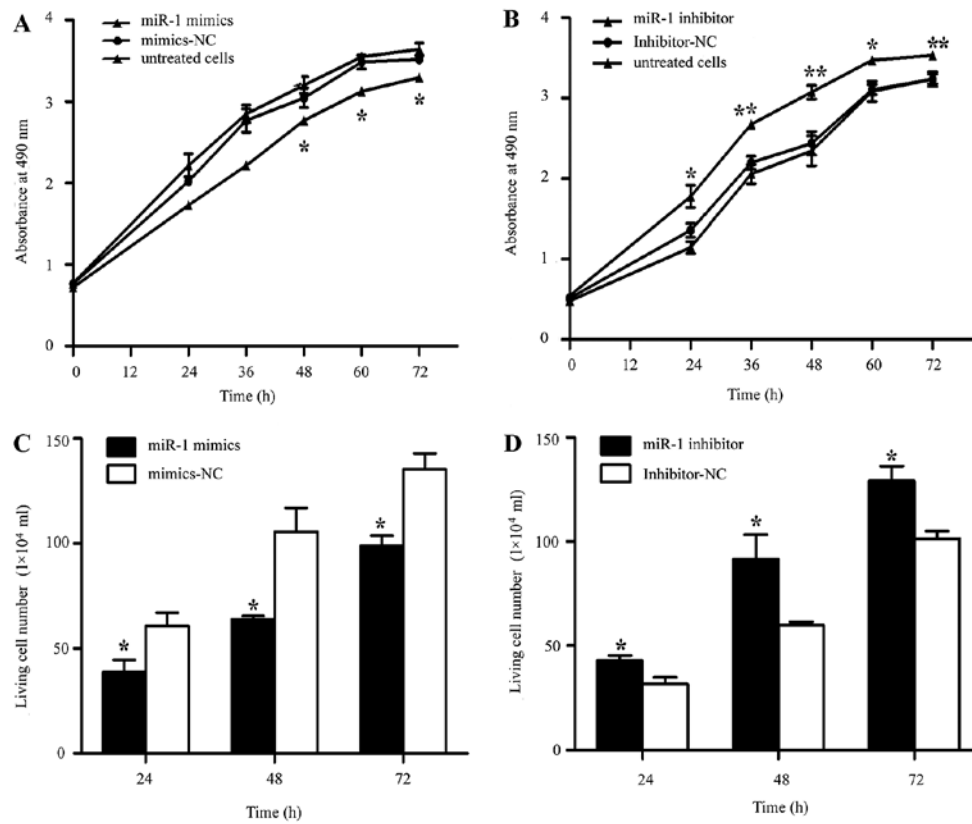 A
miR-1 mimics
mimics-NC
untreated cells
Absorbance at 490 nm
4
3
2
1
0
* * *
0 12 24 36 48 60 72
Time (h)
B
miR-1 inhibitor
Inhibitor-NC
untreated cells
Absorbance at 490 nm
4
3
2
1
0
* ** ** * **
0 12 24 36 48 60 72
Time (h)
C
miR-1 mimics
mimics-NC
Living cell number (1×10⁴ ml)
150
100
50
0
* * *
24 48 72
Time (h)
D
miR-1 inhibitor
Inhibitor-NC
Living cell number (1×10⁴ ml)
150
100
50
0
* * *
24 48 72
Time (h)